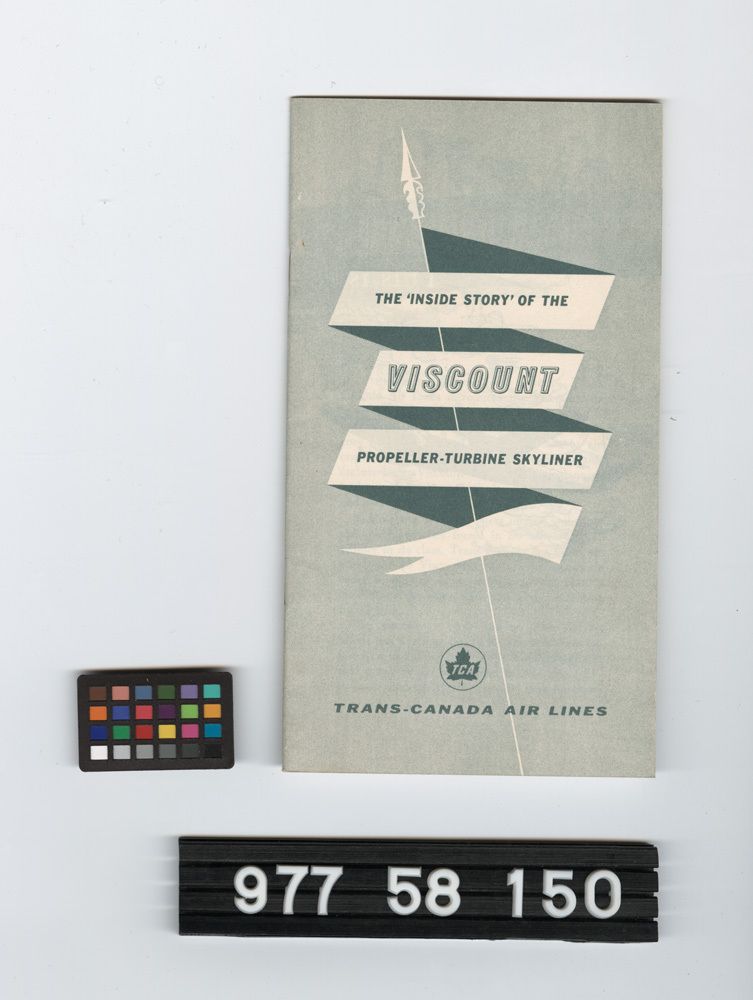 THE 'INSIDE STORY' OF THE
VISCOUNT
PROPELLER-TURBINE SKYLINER
TCA
TRANS-CANADA AIR LINES
977 58 150